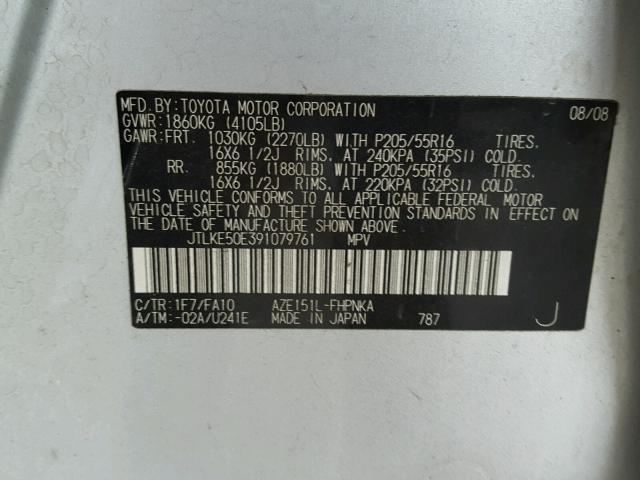 MFD.BY:TOYOTA MOTOR CORPORATION 08/08
GVWR:1860KG (4105LB)
GAWR:FRT. 1030KG (2270LB) WITH P205/55R16 TIRES,
16X6 1/2J RIMS, AT 240KPA (35PSI) COLD.
RR. 855KG (1880LB) WITH P205/55R16 TIRES,
16X6 1/2J RIMS, AT 220KPA (32PSI) COLD.
THIS VEHICLE CONFORMS TO ALL APPLICABLE FEDERAL MOTOR
VEHICLE SAFETY AND THEFT PREVENTION STANDARDS IN EFFECT ON
THE DATE OF MANUFACTURE SHOWN ABOVE.
JTLKE50E391079761 MPV
C/TR:1F7/FA10 AZE151L-FHPNKA
A/TM:-02A/U241E MADE IN JAPAN 787 J